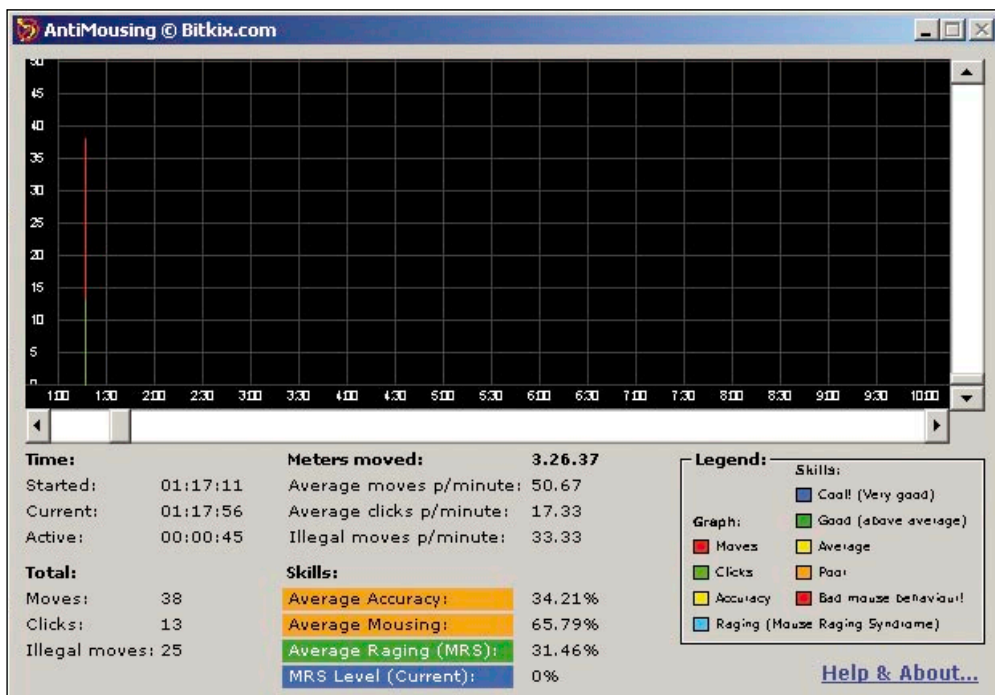 AntiMousing © Bitkix.com
50
45
40
35
30
25
20
15
10
5
0
1:00 1:30 2:00 2:30 3:00 3:30 4:00 4:30 5:00 5:30 6:00 6:30 7:00 7:30 8:00 8:30 9:00 9:30 10:00
Time:
Started: 01:17:11
Current: 01:17:56
Active: 00:00:45
Total:
Moves: 38
Clicks: 13
Illegal moves: 25
Meters moved: 3.26.37
Average moves p/minute: 50.67
Average clicks p/minute: 17.33
Illegal moves p/minute: 33.33
Skills:
Average Accuracy: 34.21%
Average Mousing: 65.79%
Average Raging (MRS): 31.46%
MRS Level (Current): 0%
Legend:
Graph:
Moves
Clicks
Accuracy
Raging (Mouse Raging Syndrome)
Skills:
Cool! (Very good)
Good (above average)
Average
Poor
Bad mouse behaviour!
Help & About...